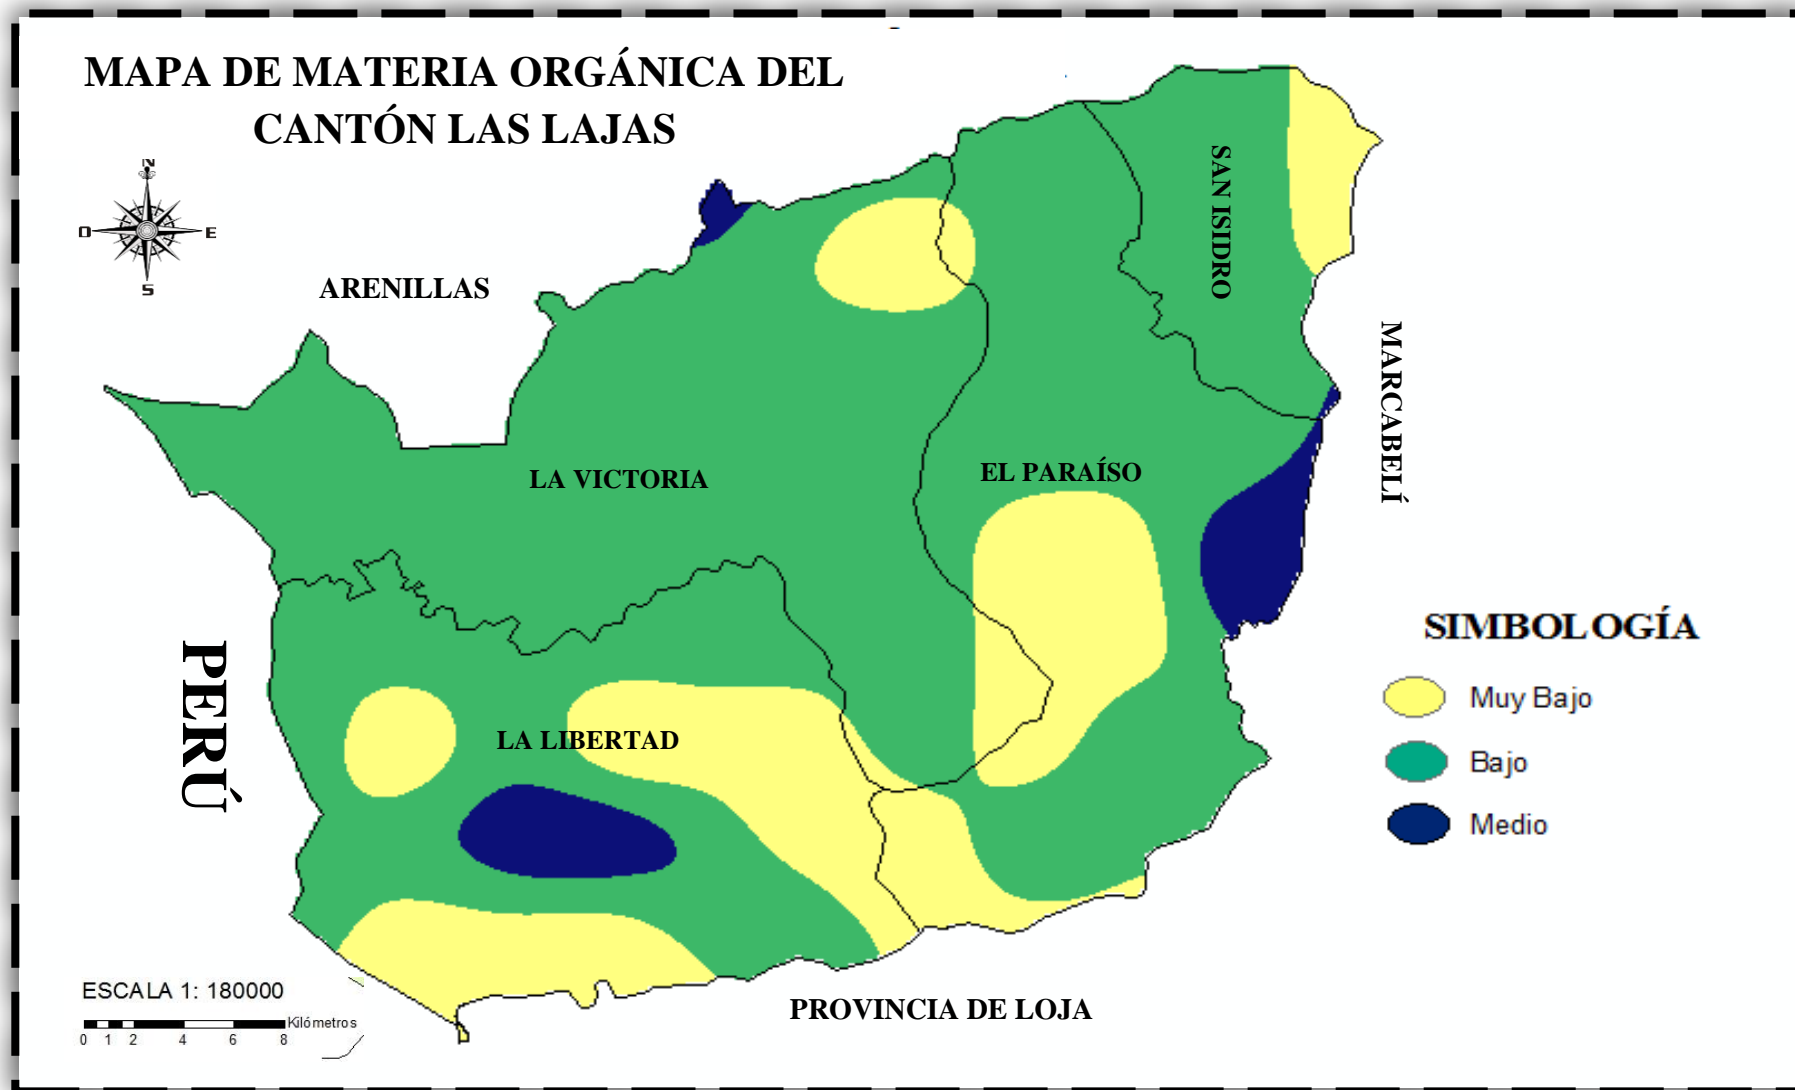 MAPA DE MATERIA ORGÁNICA DEL
CANTÓN LAS LAJAS
N
O
E
S
ARENILLAS
SAN ISIDRO
MARCABELÍ
LA VICTORIA
EL PARAÍSO
PERÚ
LA LIBERTAD
SIMBOLOGÍA
Muy Bajo
Bajo
Medio
ESCALA 1: 180000
Kilómetros
0 1 2 4 6 8
PROVINCIA DE LOJA